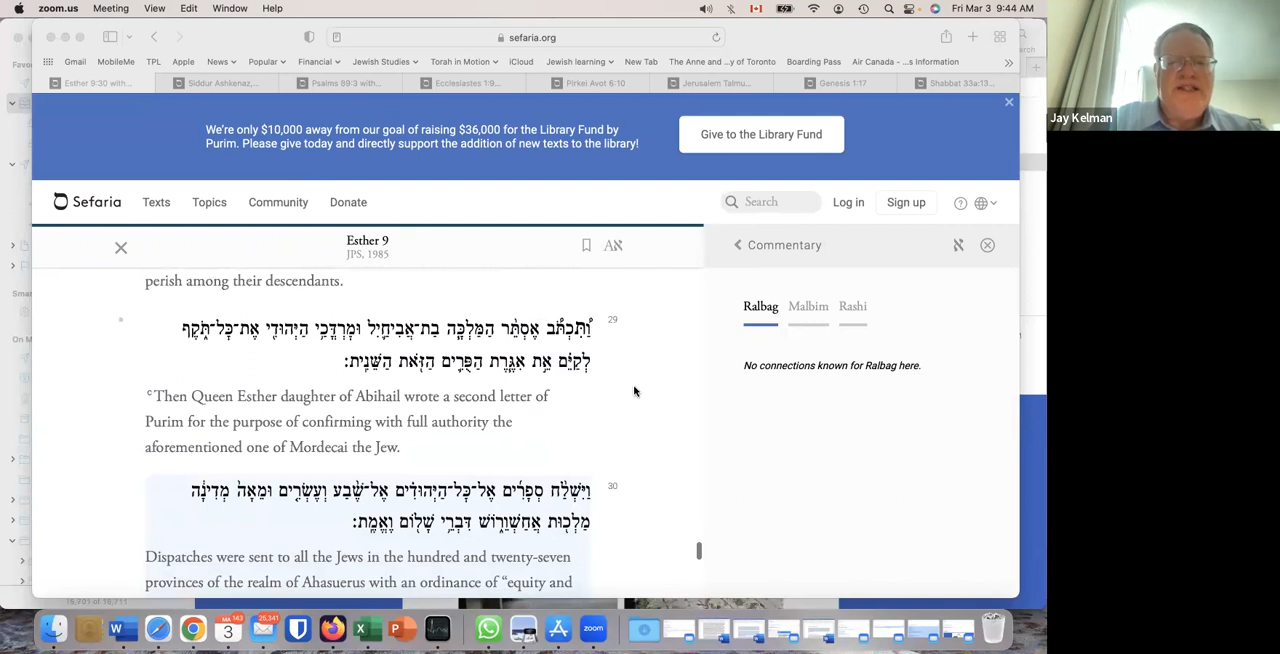 zoom.us Meeting View Edit Window Help Fri Mar 3 9:44 AM
sefaria.org
Gmail MobileMe TPL Apple News Popular Financial Jewish Studies Torah in Motion iCloud Jewish learning New Tab The Anne and ...y of Toronto Boarding Pass Air Canada - ...s Information
Esther 9:30 with... Siddur Ashkenaz,... Psalms 89:3 with... Ecclesiastes 1:9... Pirkei Avot 6:10 Jerusalem Talmud... Genesis 1:17 Shabbat 33a:13...
We're only $10,000 away from our goal of raising $36,000 for the Library Fund by
Purim. Please give today and directly support the addition of new texts to the library!
Give to the Library Fund
Jay Kelman
Sefaria Texts Topics Community Donate Search Log in Sign up
Esther 9
JPS, 1985
Commentary
perish among their descendants.
Ralbag Malbim Rashi
No connections known for Ralbag here.
29
וַ֠תִּכְתֹּ֠ב אֶסְתֵּ֨ר הַמַּלְכָּ֧ה בַת־אֲבִיחַ֛יִל וּמׇרְדֳּכַ֥י הַיְּהוּדִ֖י אֶת־כׇּל־תֹּ֑קֶף
לְקַיֵּ֗ם אֵ֣ת אִגֶּ֧רֶת הַפֻּרִ֛ים הַזֹּ֖את הַשֵּׁנִֽית׃
c Then Queen Esther daughter of Abihail wrote a second letter of
Purim for the purpose of confirming with full authority the
aforementioned one of Mordecai the Jew.
30
וַיִּשְׁלַ֨ח סְפָרִ֜ים אֶל־כׇּל־הַיְּהוּדִ֗ים אֶל־שֶׁ֨בַע וְעֶשְׂרִ֤ים וּמֵאָה֙ מְדִינָ֔ה
מַלְכ֖וּת אֲחַשְׁוֵר֑וֹשׁ דִּבְרֵ֥י שָׁל֖וֹם וֶאֱמֶֽת׃
Dispatches were sent to all the Jews in the hundred and twenty-seven
provinces of the realm of Ahasuerus with an ordinance of “equity and